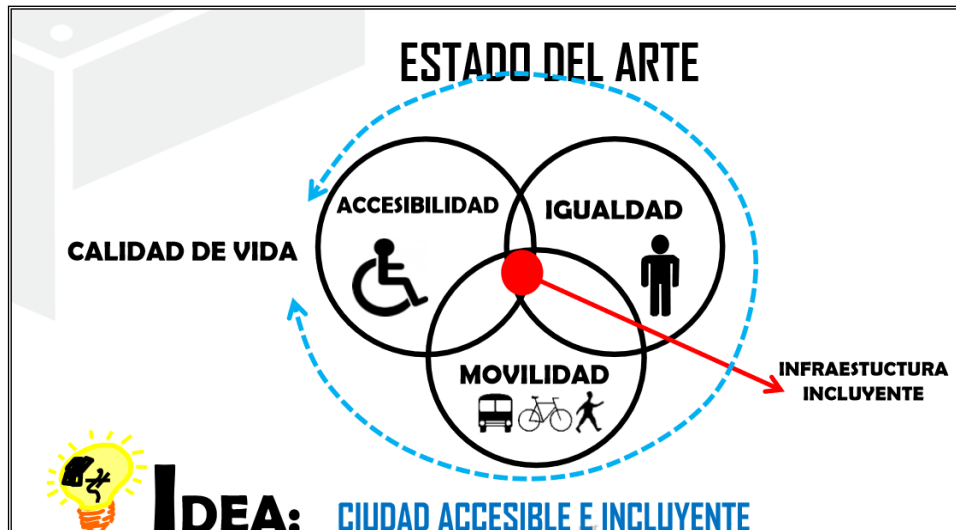 ESTADO DEL ARTE
ACCESIBILIDAD
IGUALDAD
CALIDAD DE VIDA
MOVILIDAD
INFRAESTUCTURA
INCLUYENTE
IDEA: CIUDAD ACCESIBLE E INCLUYENTE